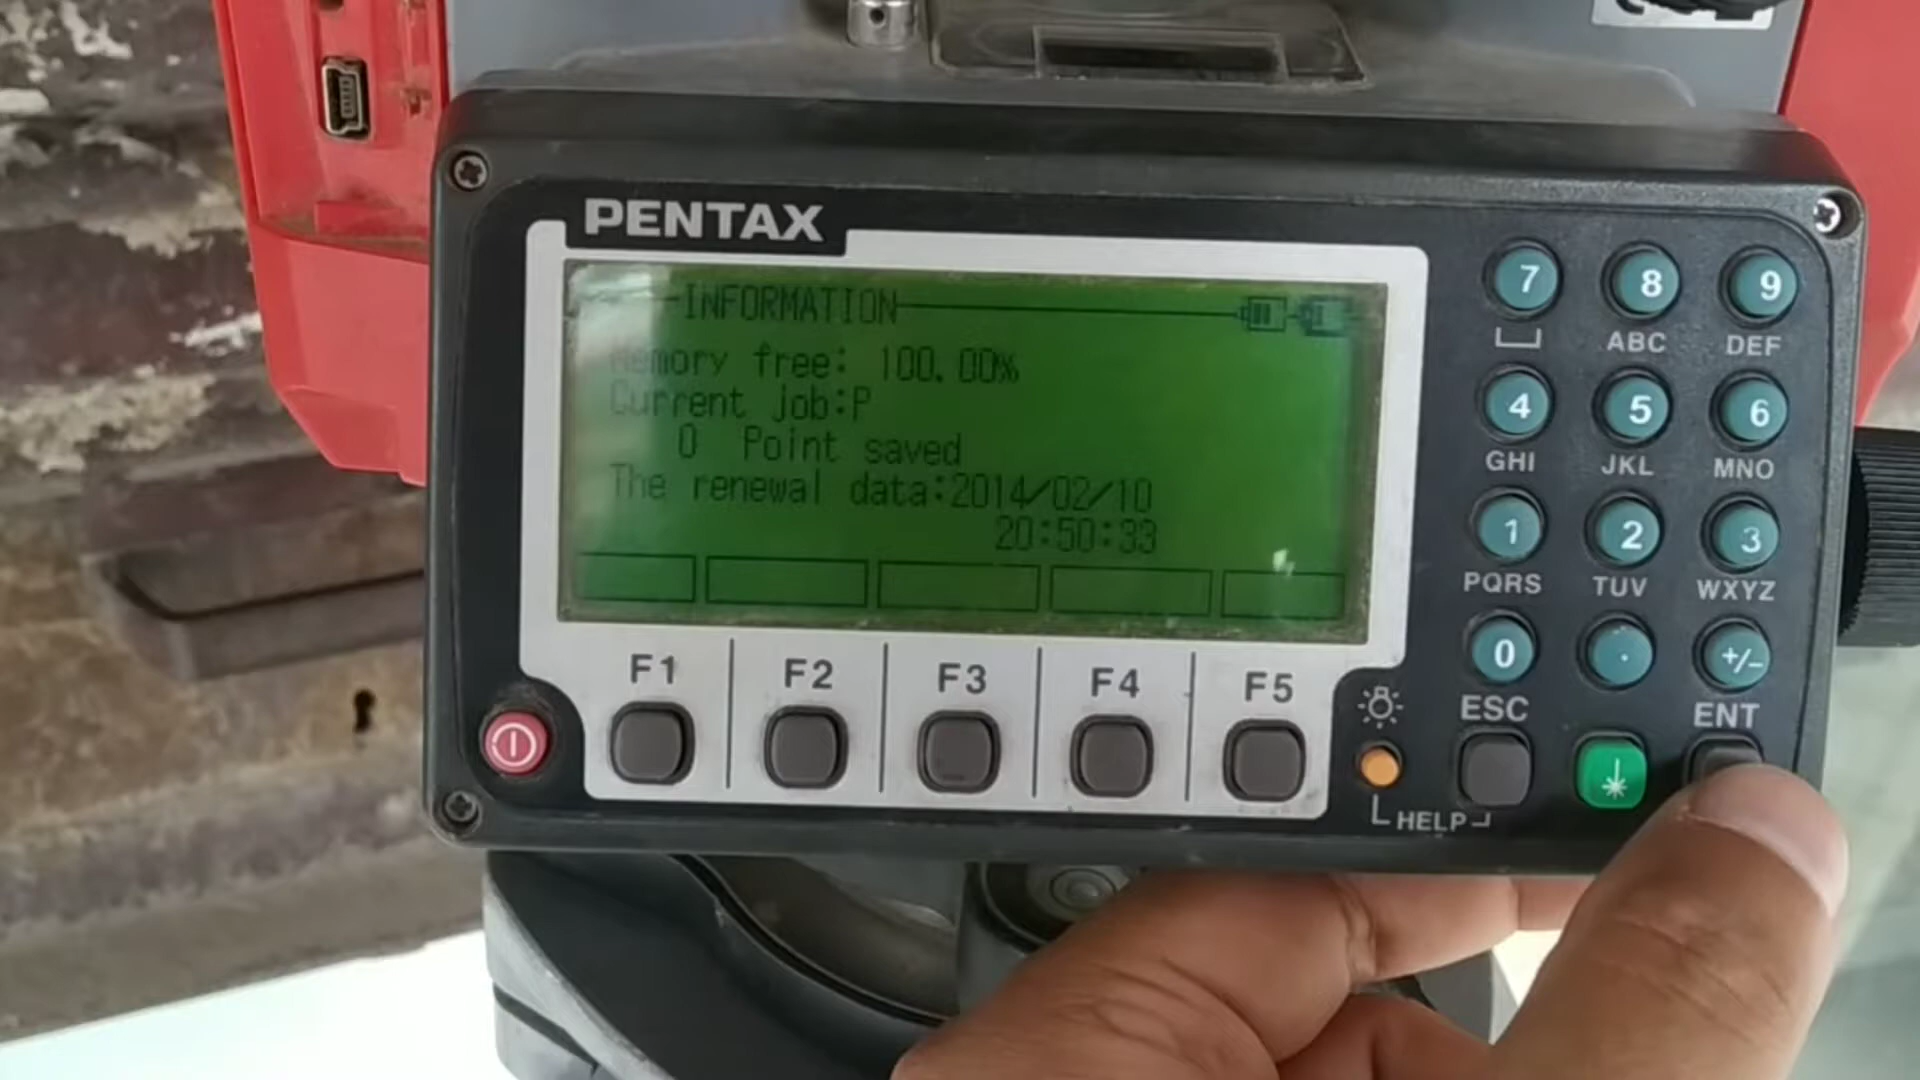 PENTAX
INFORMATION
Memory free: 100.00%
Current job:P
0 Point saved
The renewal data:2014/02/10
20:50:33
F1 F2 F3 F4 F5
7 8 9
ABC DEF
4 5 6
GHI JKL MNO
1 2 3
PQRS TUV WXYZ
0 . +/-
ESC ENT
HELP